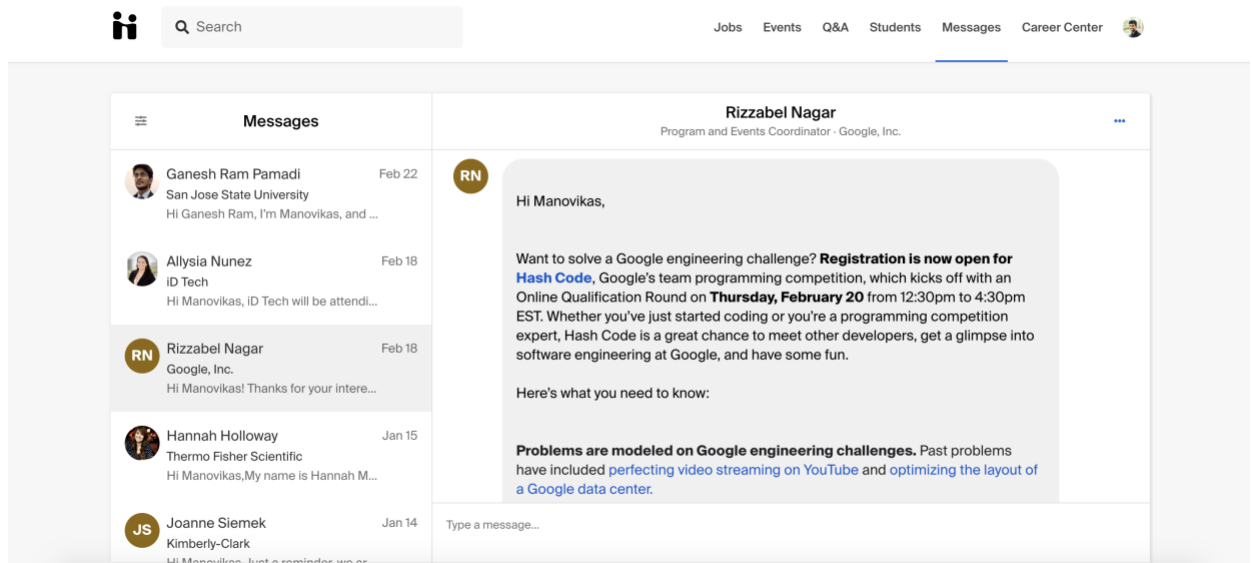 Search
Jobs
Events
Q&A
Students
Messages
Career Center
Messages
Ganesh Ram Pamadi
Feb 22
San Jose State University
Hi Ganesh Ram, I'm Manovikas, and ...
Allysia Nunez
Feb 18
iD Tech
Hi Manovikas, iD Tech will be attendi...
RN
Rizzabel Nagar
Feb 18
Google, Inc.
Hi Manovikas! Thanks for your intere...
Hannah Holloway
Jan 15
Thermo Fisher Scientific
Hi Manovikas,My name is Hannah M...
JS
Joanne Siemek
Jan 14
Kimberly-Clark
Hi Manovikas, Just a reminder, we ar
Rizzabel Nagar
Program and Events Coordinator · Google, Inc.
RN
Hi Manovikas,
Want to solve a Google engineering challenge? Registration is now open for
Hash Code, Google's team programming competition, which kicks off with an
Online Qualification Round on Thursday, February 20 from 12:30pm to 4:30pm
EST. Whether you've just started coding or you're a programming competition
expert, Hash Code is a great chance to meet other developers, get a glimpse into
software engineering at Google, and have some fun.
Here's what you need to know:
Problems are modeled on Google engineering challenges. Past problems
have included perfecting video streaming on YouTube and optimizing the layout of
a Google data center.
Type a message...